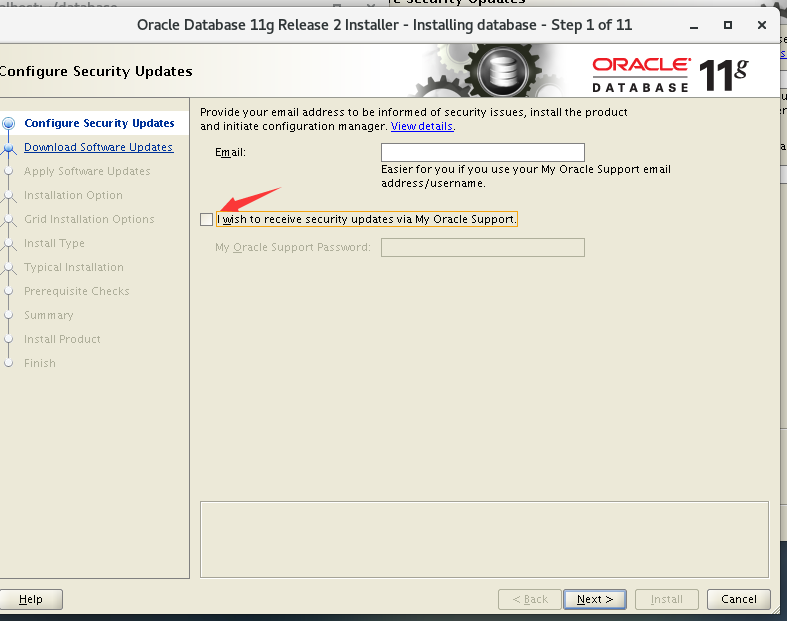 Oracle Database 11g Release 2 Installer - Installing database - Step 1 of 11
Configure Security Updates
ORACLE
DATABASE
11g
Configure Security Updates
Download Software Updates
Apply Software Updates
Installation Option
Grid Installation Options
Install Type
Typical Installation
Prerequisite Checks
Summary
Install Product
Finish
Provide your email address to be informed of security issues, install the product
and initiate configuration manager. View details.
Email:
Easier for you if you use your My Oracle Support email
address/username.
I wish to receive security updates via My Oracle Support.
My Oracle Support Password:
Help
< Back
Next >
Install
Cancel